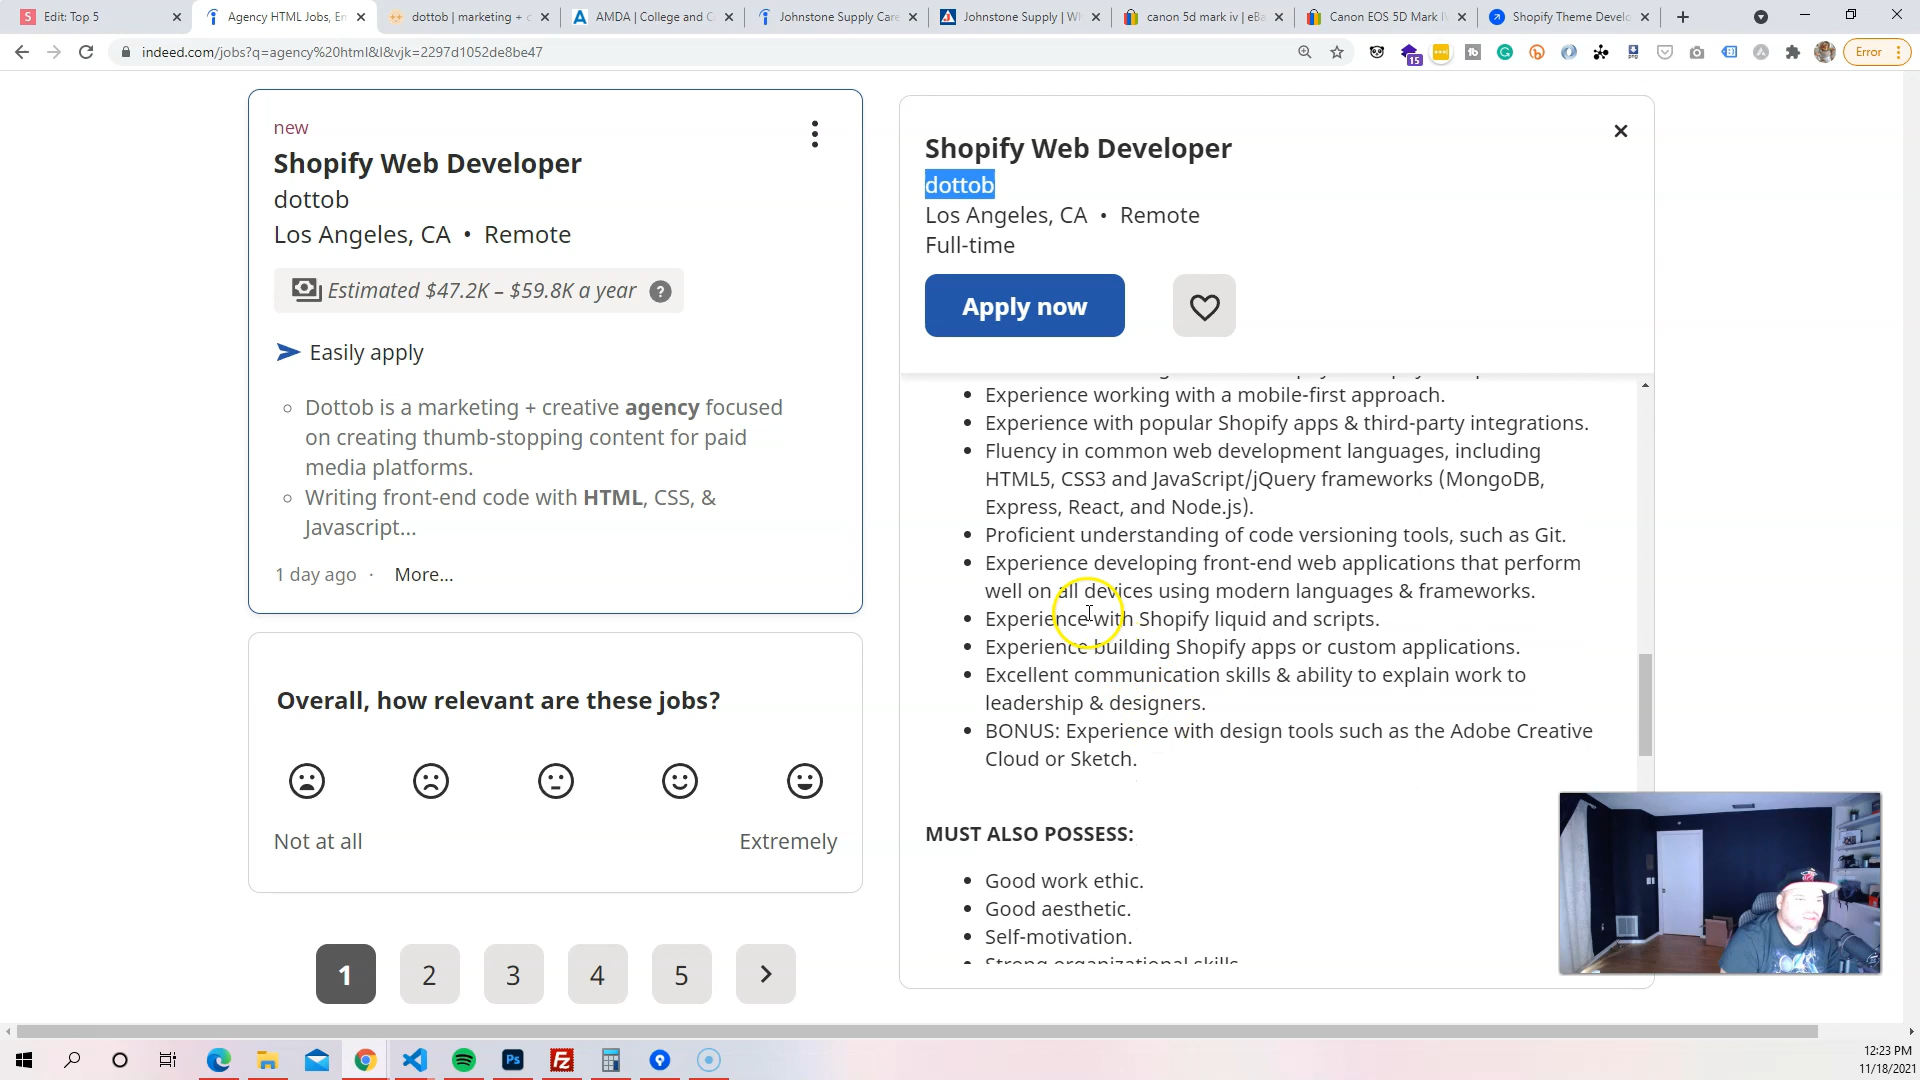 Edit: Top 5
Agency HTML Jobs, Em
dottob | marketing + c
AMDA | College and C
Johnstone Supply Care
Johnstone Supply | Wh
canon 5d mark iv | eBa
Canon EOS 5D Mark I
Shopify Theme Develo
indeed.com/jobs?q=agency%20html&l&vjk=2297d1052de8be47
15
Error
new
Shopify Web Developer
dottob
Los Angeles, CA • Remote
Estimated $47.2K – $59.8K a year
Easily apply
Dottob is a marketing + creative agency focused
on creating thumb-stopping content for paid
media platforms.
Writing front-end code with HTML, CSS, &
Javascript...
1 day ago · More...
Overall, how relevant are these jobs?
Not at all
Extremely
1 2 3 4 5
Shopify Web Developer
dottob
Los Angeles, CA • Remote
Full-time
Apply now
Experience working with a mobile-first approach.
Experience with popular Shopify apps & third-party integrations.
Fluency in common web development languages, including
HTML5, CSS3 and JavaScript/jQuery frameworks (MongoDB,
Express, React, and Node.js).
Proficient understanding of code versioning tools, such as Git.
Experience developing front-end web applications that perform
well on all devices using modern languages & frameworks.
Experience with Shopify liquid and scripts.
Experience building Shopify apps or custom applications.
Excellent communication skills & ability to explain work to
leadership & designers.
BONUS: Experience with design tools such as the Adobe Creative
Cloud or Sketch.
MUST ALSO POSSESS:
Good work ethic.
Good aesthetic.
Self-motivation.
Strong organizational skills
12:23 PM
11/18/2021